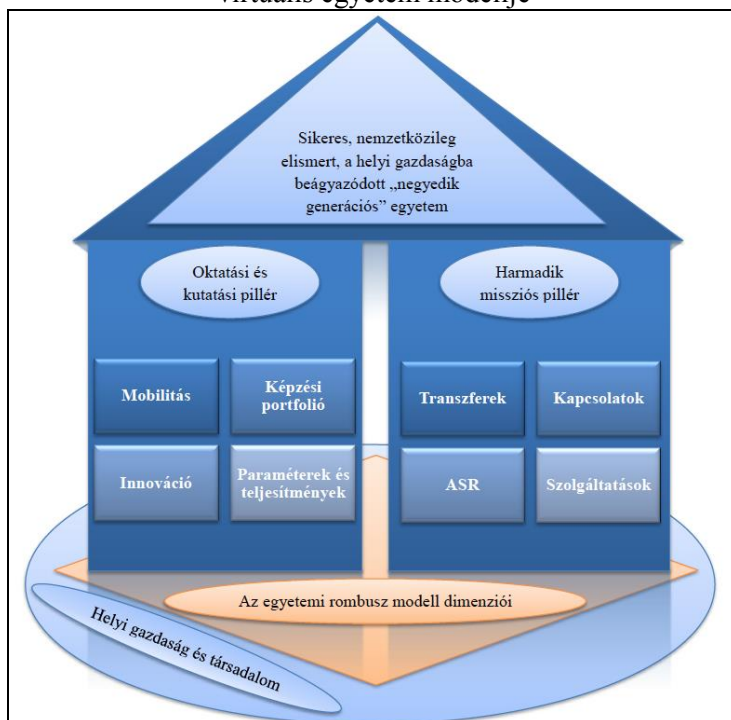 Sikeres, nemzetközileg
elismert, a helyi gazdaságba
beágyazódott „negyedik
generációs” egyetem
Oktatási és
kutatási pillér
Harmadik
missziós pillér
Mobilitás
Képzési
portfolió
Transzferek
Kapcsolatok
Innováció
Paraméterek és
teljesítmények
ASR
Szolgáltatások
Az egyetemi rombusz modell dimenziói
Helyi gazdaság és társadalom